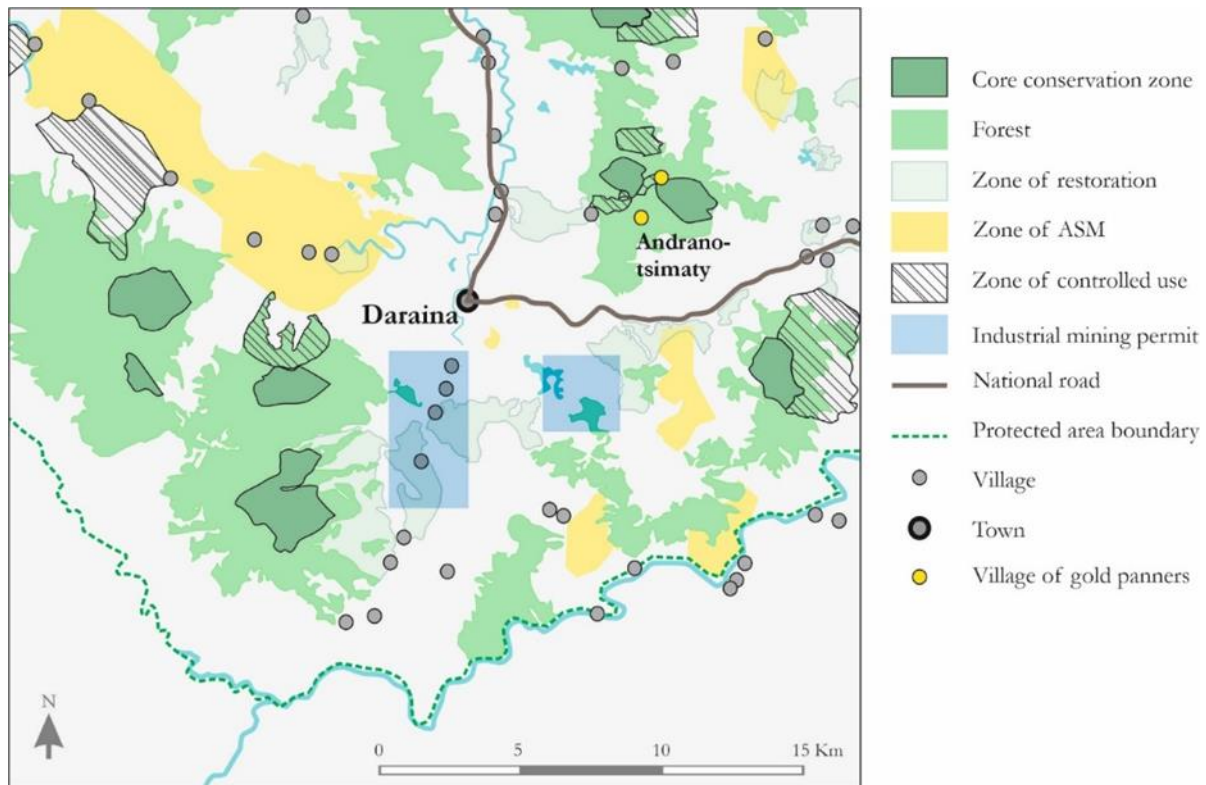 Andrano-
tsimaty
Daraina
N
0 5 10 15 Km
Core conservation zone
Forest
Zone of restoration
Zone of ASM
Zone of controlled use
Industrial mining permit
National road
Protected area boundary
Village
Town
Village of gold panners